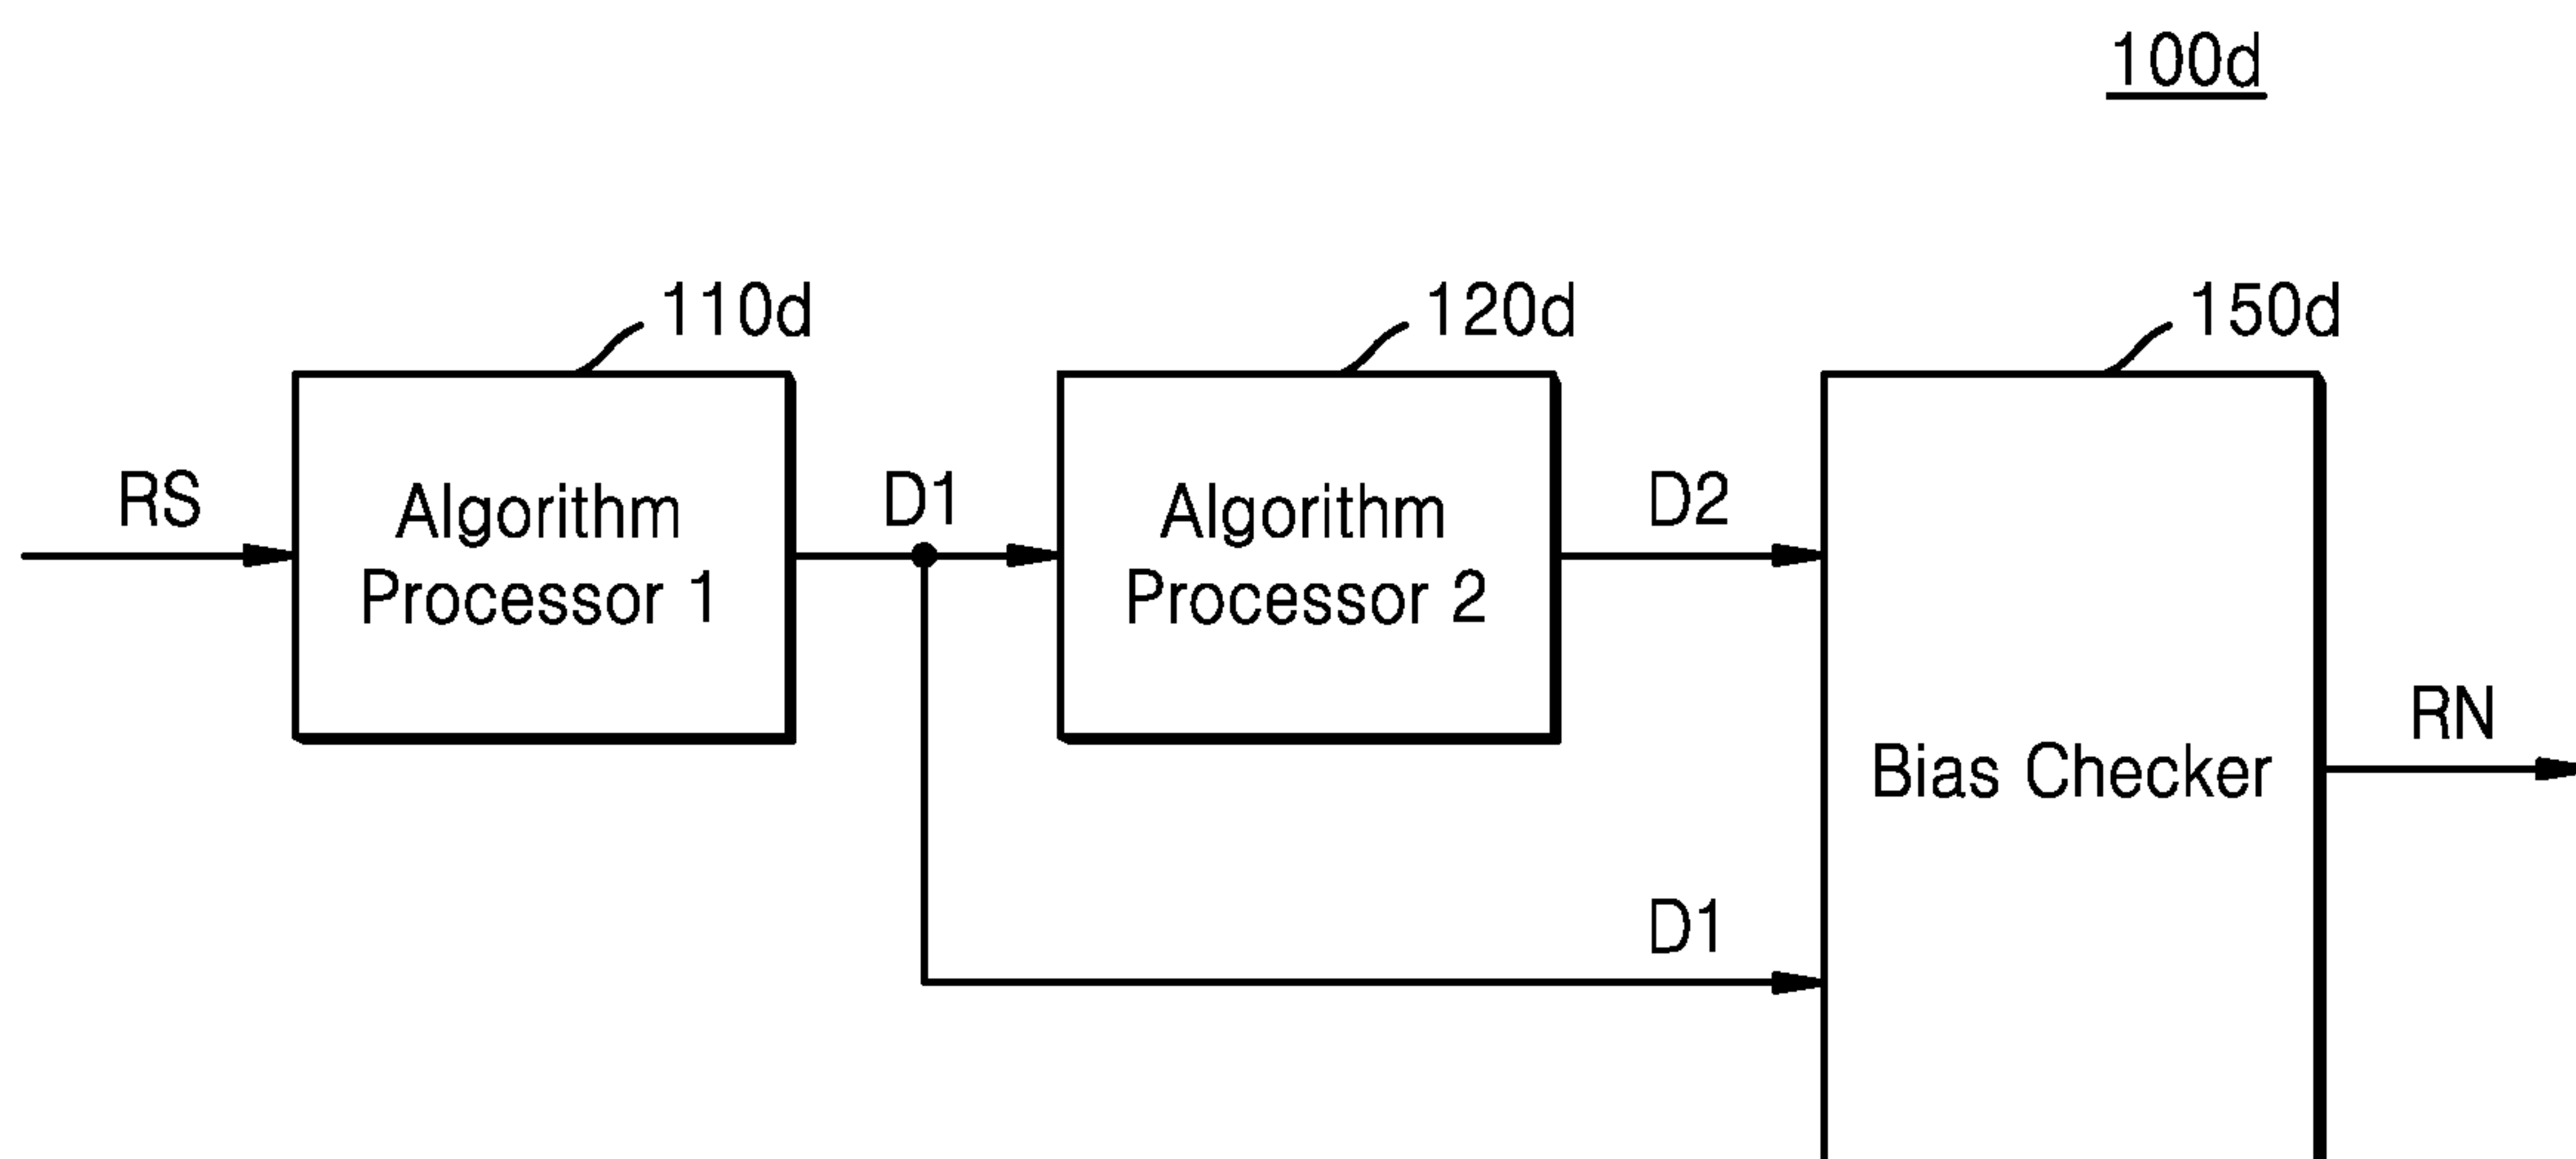 100d
110d
120d
150d
RS
Algorithm
Processor 1
D1
Algorithm
Processor 2
D2
Bias Checker
RN
D1